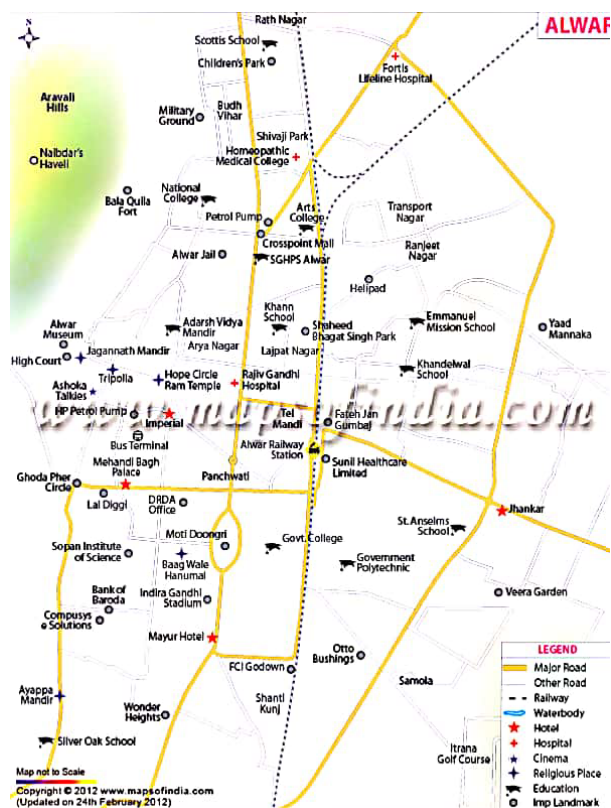 ALWAR
N
Rath Nagar
Scottis School
Children's Park
Fortis
Lifeline Hospital
Aravali
Hills
Military
Ground
Budh
Vihar
Shivaji Park
Homeopathic
Medical College
Nalbdar's
Haveli
Bala Quila
Fort
National
College
Petrol Pump
Arts
College
Transport
Nagar
Crosspoint Mall
Ranjeet
Nagar
Alwar Jail
SGHPS Alwar
Helipad
Alwar
Museum
Adarsh Vidya
Mandir
Khann
School
Shaheed
Bhagat Singh Park
Emmanuel
Mission School
Yaad
Mannaka
High Court
Jagannath Mandir
Arya Nagar
Lajpat Nagar
Tripolia
Hope Circle
Ram Temple
Rajiv Gandhi
Hospital
Khandelwal
School
Ashoka
Talkies
www.mapsofindia.com
HP Petrol Pump
Imperial
Tel
Mandi
Fateh Jan
Gumbaj
Bus Terminal
Alwar Railway
Station
Mehandi Bagh
Palace
Panchwati
Sunil Healthcare
Limited
Ghoda Pher
Circle
Lal Diggi
DRDA
Office
Jhankar
St.Anselms
School
Moti Doongri
Govt. College
Sopan Institute
of Science
Baag Wale
Hanumal
Government
Polytechnic
Bank of
Baroda
Indira Gandhi
Stadium
Veera Garden
Compusys
e Solutions
Mayur Hotel
Otto
Bushings
FCI Godown
Samola
Ayappa
Mandir
Shanti
Kunj
Wonder
Heights
Silver Oak School
Itrana
Golf Course
LEGEND
Major Road
Other Road
Railway
Waterbody
Hotel
Hospital
Cinema
Religious Place
Education
Imp Landmark
Map not to Scale
Copyright © 2012 www.mapsofindia.com
(Updated on 24th February 2012)